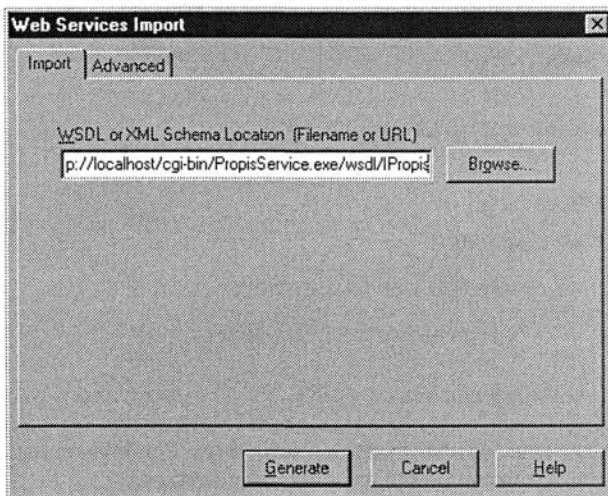 Web Services Import
Import Advanced
WSDL or XML Schema Location (Filename or URL)
p://localhost/cgi-bin/PropisService.exe/wsdl/IPropis Browse...
Generate Cancel Help